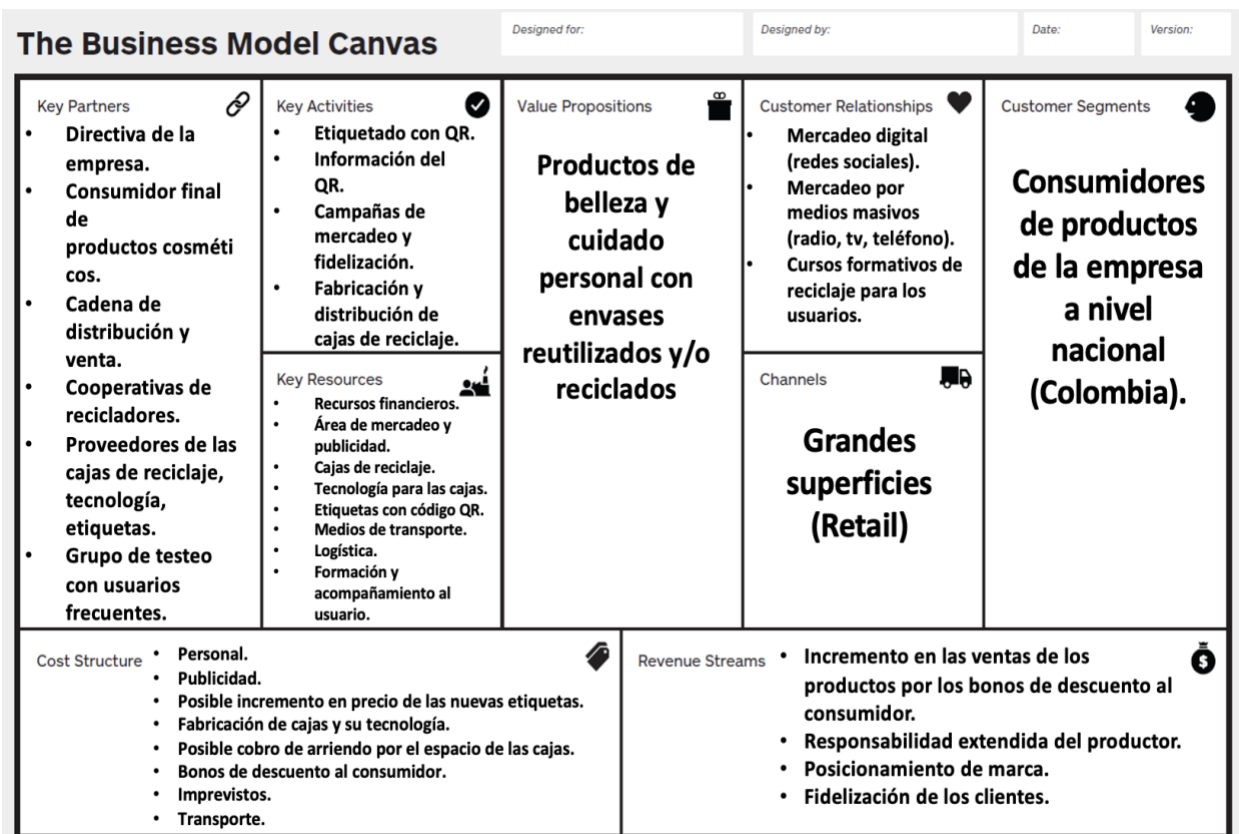 The Business Model Canvas
Designed for:
Designed by:
Date:
Version:
Key Partners
• Directiva de la
empresa.
• Consumidor final
de
productos cosméti
cos.
• Cadena de
distribución y
venta.
• Cooperativas de
recicladores.
• Proveedores de las
cajas de reciclaje,
tecnología,
etiquetas.
• Grupo de testeo
con usuarios
frecuentes.
Key Activities
• Etiquetado con QR.
• Información del
QR.
• Campañas de
mercadeo y
fidelización.
• Fabricación y
distribución de
cajas de reciclaje.
Key Resources
• Recursos financieros.
• Área de mercadeo y
publicidad.
• Cajas de reciclaje.
• Tecnología para las cajas.
• Etiquetas con código QR.
• Medios de transporte.
• Logística.
• Formación y
acompañamiento al
usuario.
Value Propositions
Productos de
belleza y
cuidado
personal con
envases
reutilizados y/o
reciclados
Customer Relationships
• Mercadeo digital
(redes sociales).
• Mercadeo por
medios masivos
(radio, tv, teléfono).
• Cursos formativos de
reciclaje para los
usuarios.
Channels
Grandes
superficies
(Retail)
Customer Segments
Consumidores
de productos
de la empresa
a nivel
nacional
(Colombia).
Cost Structure
• Personal.
• Publicidad.
• Posible incremento en precio de las nuevas etiquetas.
• Fabricación de cajas y su tecnología.
• Posible cobro de arriendo por el espacio de las cajas.
• Bonos de descuento al consumidor.
• Imprevistos.
• Transporte.
Revenue Streams
• Incremento en las ventas de los
productos por los bonos de descuento al
consumidor.
• Responsabilidad extendida del productor.
• Posicionamiento de marca.
• Fidelización de los clientes.